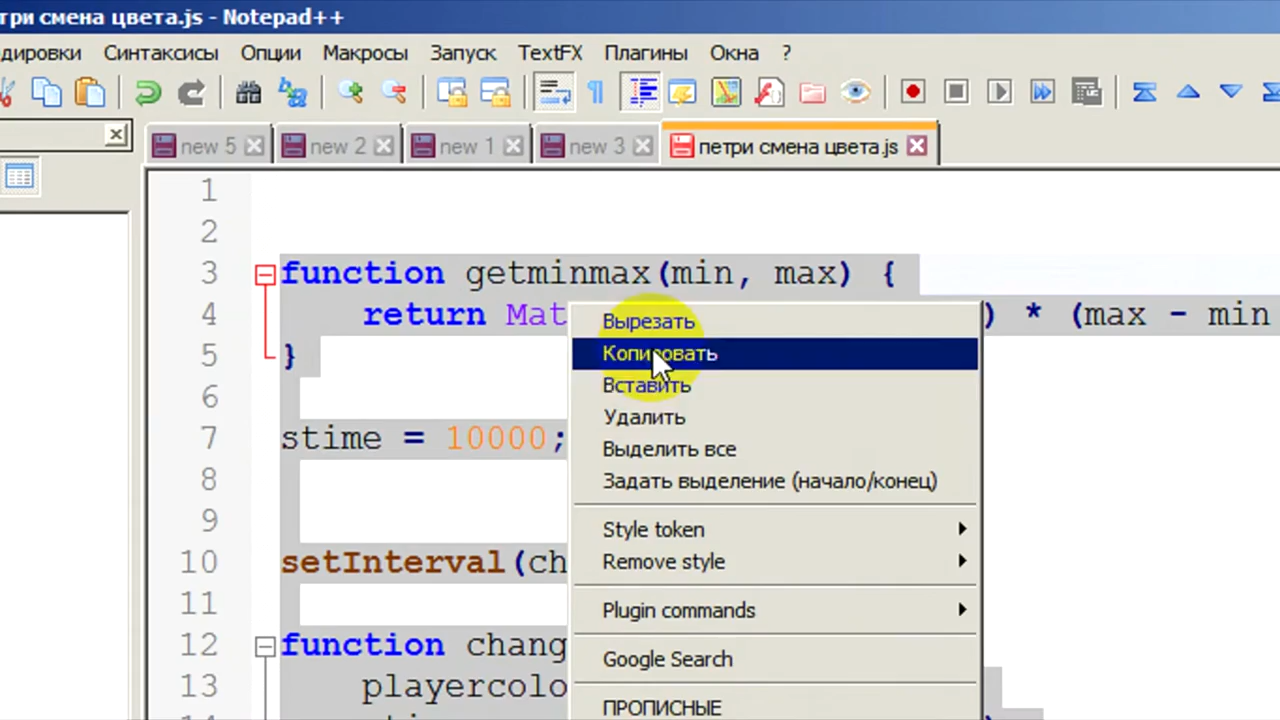 три смена цвета.js - Notepad++
дировки Синтаксисы Опции Макросы Запуск TextFX Плагины Окна ?
new 5 new 2 new 1 new 3 петри смена цвета.js
1
2
3 function getminmax(min, max) {
4 return Mat ) * (max - min
5 }
6
7 stime = 10000;
8
9
10 setInterval(ch
11
12 function chang
13 playercolo
Вырезать
Копировать
Вставить
Удалить
Выделить все
Задать выделение (начало/конец)
Style token
Remove style
Plugin commands
Google Search
ПРОПИСНЫЕ